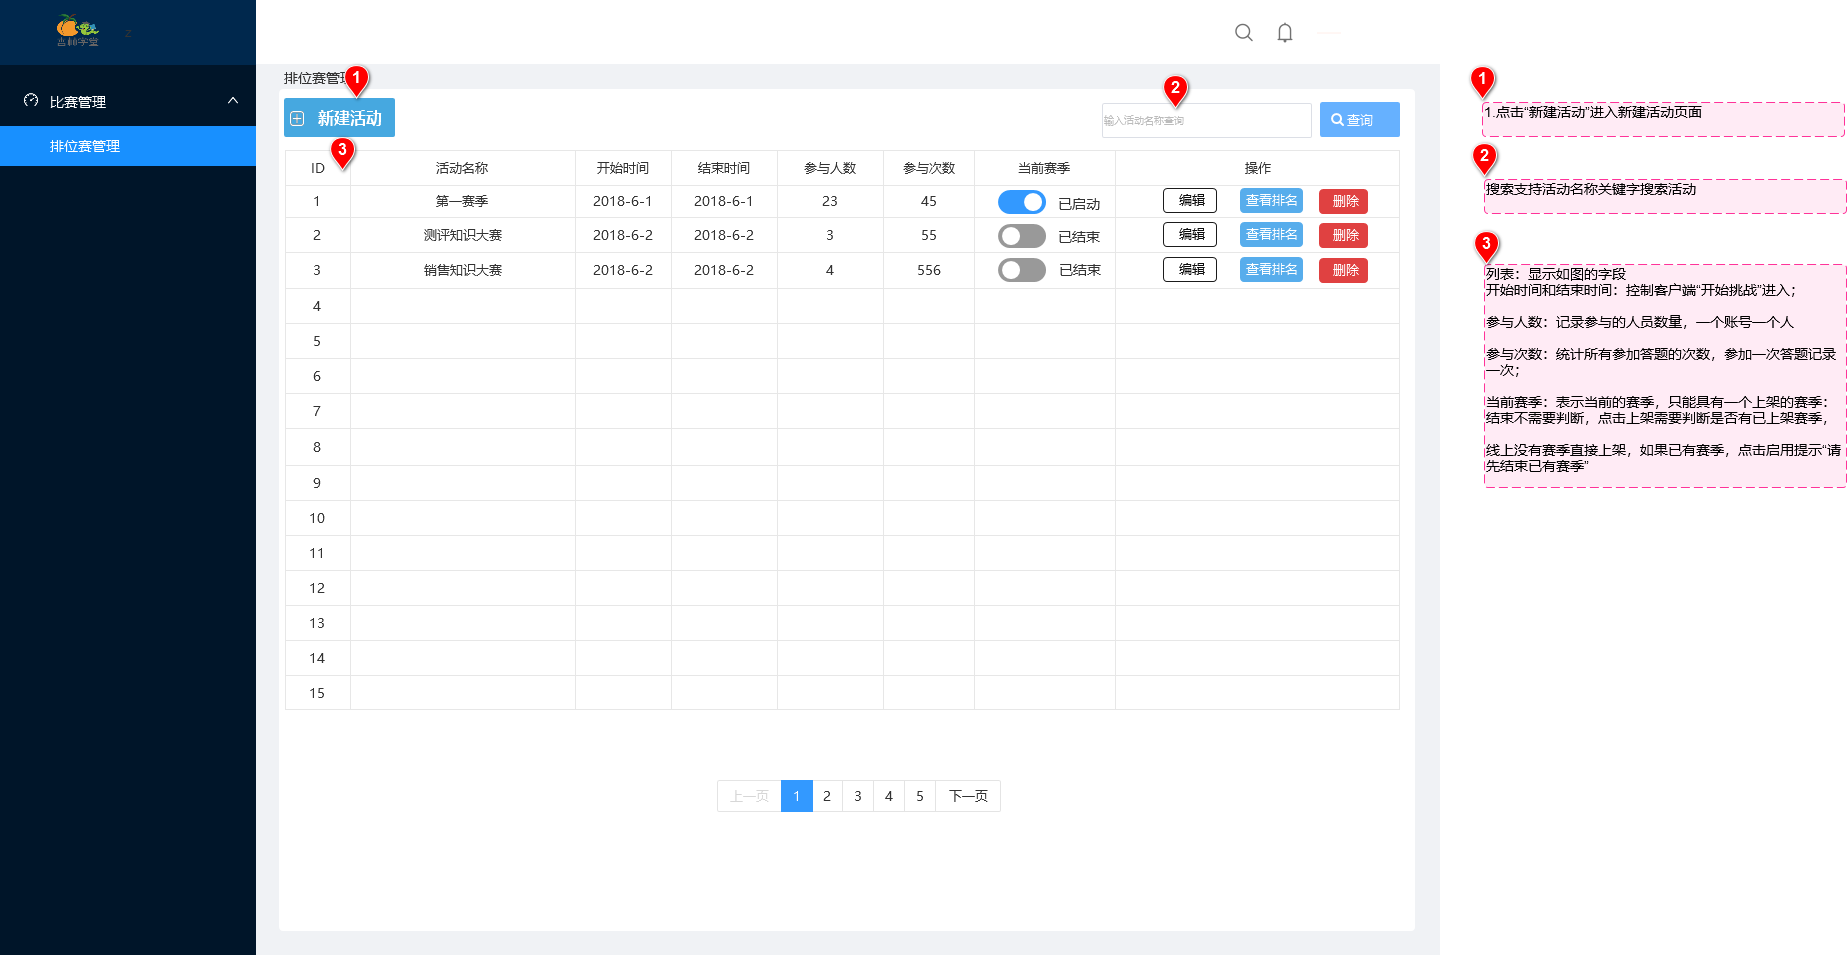 杏林学堂
z
比赛管理
排位赛管理
排位赛管理
1
新建活动
2
输入活动名称查询
查询
3
ID 活动名称 开始时间 结束时间 参与人数 参与次数 当前赛季 操作
1 第一赛季 2018-6-1 2018-6-1 23 45 已启动 编辑 查看排名 删除
2 测评知识大赛 2018-6-2 2018-6-2 3 55 已结束 编辑 查看排名 删除
3 销售知识大赛 2018-6-2 2018-6-2 4 556 已结束 编辑 查看排名 删除
4
5
6
7
8
9
10
11
12
13
14
15
上一页 1 2 3 4 5 下一页
1
1.点击“新建活动”进入新建活动页面
2
搜索支持活动名称关键字搜索活动
3
列表：显示如图的字段
开始时间和结束时间：控制客户端“开始挑战”进入；
参与人数：记录参与的人员数量，一个账号一个人
参与次数：统计所有参加答题的次数，参加一次答题记录
一次；
当前赛季：表示当前的赛季，只能具有一个上架的赛季：
结束不需要判断，点击上架需要判断是否有已上架赛季，
线上没有赛季直接上架，如果已有赛季，点击启用提示“请
先结束已有赛季”